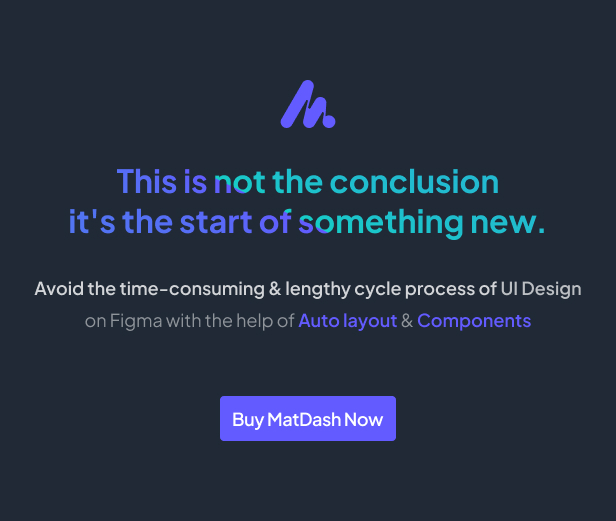 This is not the conclusion
it's the start of something new.
Avoid the time-consuming & lengthy cycle process of UI Design
on Figma with the help of Auto layout & Components
Buy MatDash Now